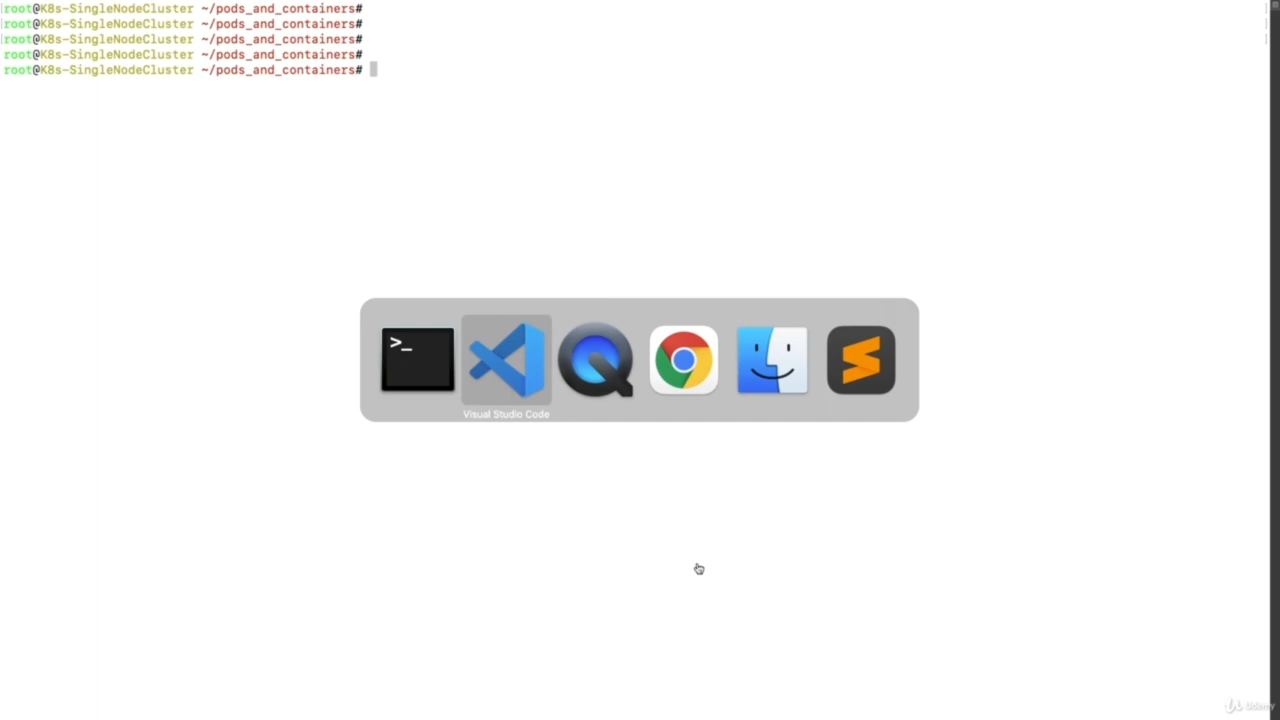 root@K8s-SingleNodeCluster ~/pods_and_containers#
root@K8s-SingleNodeCluster ~/pods_and_containers#
root@K8s-SingleNodeCluster ~/pods_and_containers#
root@K8s-SingleNodeCluster ~/pods_and_containers#
root@K8s-SingleNodeCluster ~/pods_and_containers#
>_
Visual Studio Code
Udemy